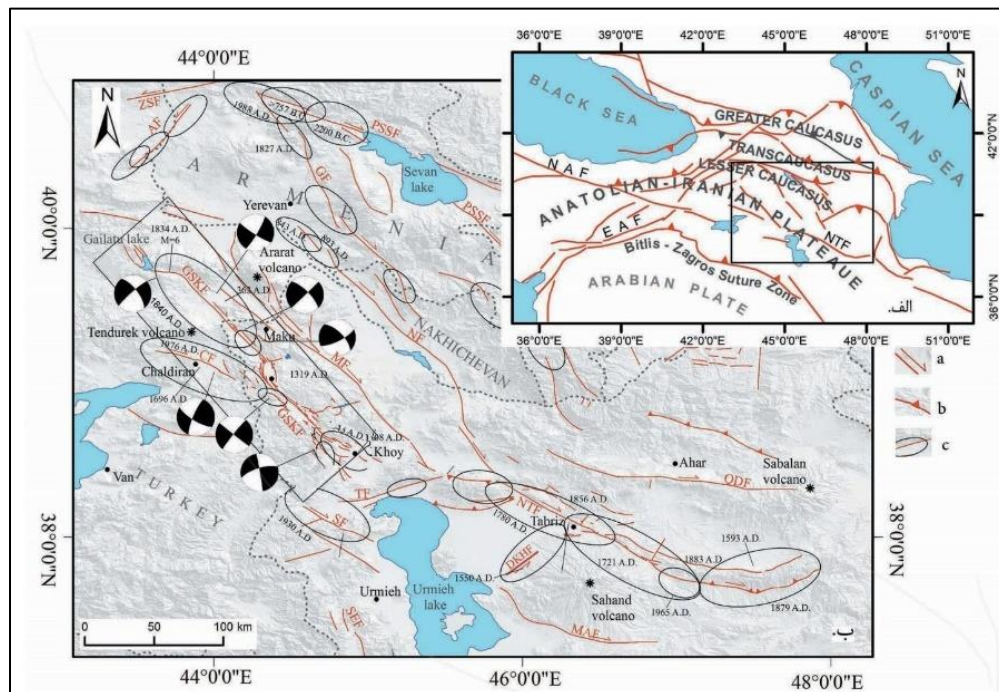 44°0'0"E
N
ZSF
AF
1988 A.D.
>757 B.C.
2200 B.C.
PSSF
1827 A.D.
GF
Sevan lake
ARMENIA
PSSF
40°0'0"N
Yerevan
1834 A.D.
M=6
Gailatu lake
Ararat volcano
893 A.D.
GSKF
1840 A.D.
Tendurek volcano
Maku
NAKHICHEVAN
NF
MF
1976 A.D.
CF
Chaldiran
1319 A.D.
1696 A.D.
GSKF
Khoy
Van
TURKEY
Ahar
Sabalan volcano
QDF
TF
1930 A.D.
SF
NTF
1856 A.D.
1780 A.D.
Tabriz
38°0'0"N
38°0'0"N
DKHF
1550 A.D.
1721 A.D.
1883 A.D.
1593 A.D.
1965 A.D.
1879 A.D.
Urmieh
Urmieh lake
Sahand volcano
SEF
MAF
0 50 100 km
ب.
44°0'0"E
46°0'0"E
48°0'0"E
36°0'0"E 39°0'0"E 42°0'0"E 45°0'0"E 48°0'0"E 51°0'0"E
N
BLACK SEA
CASPIAN SEA
42°0'0"N
GREATER CAUCASUS
TRANSCAUCASUS
LESSER CAUCASUS
NAF
ANATOLIAN-IRANIAN PLATEAUE
EAF
NTF
Bitlis - Zagros Suture Zone
ARABIAN PLATE
36°0'0"N
الف.
a
b
c